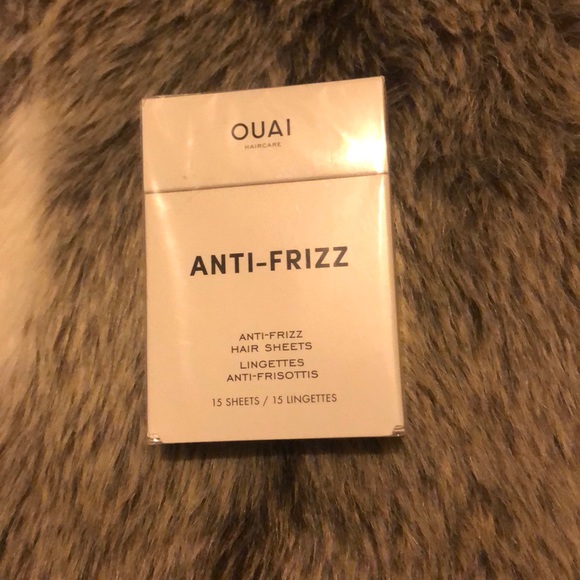 OUAI
HAIRCARE
ANTI-FRIZZ
ANTI-FRIZZ
HAIR SHEETS
LINGETTES
ANTI-FRISOTTIS
15 SHEETS / 15 LINGETTES